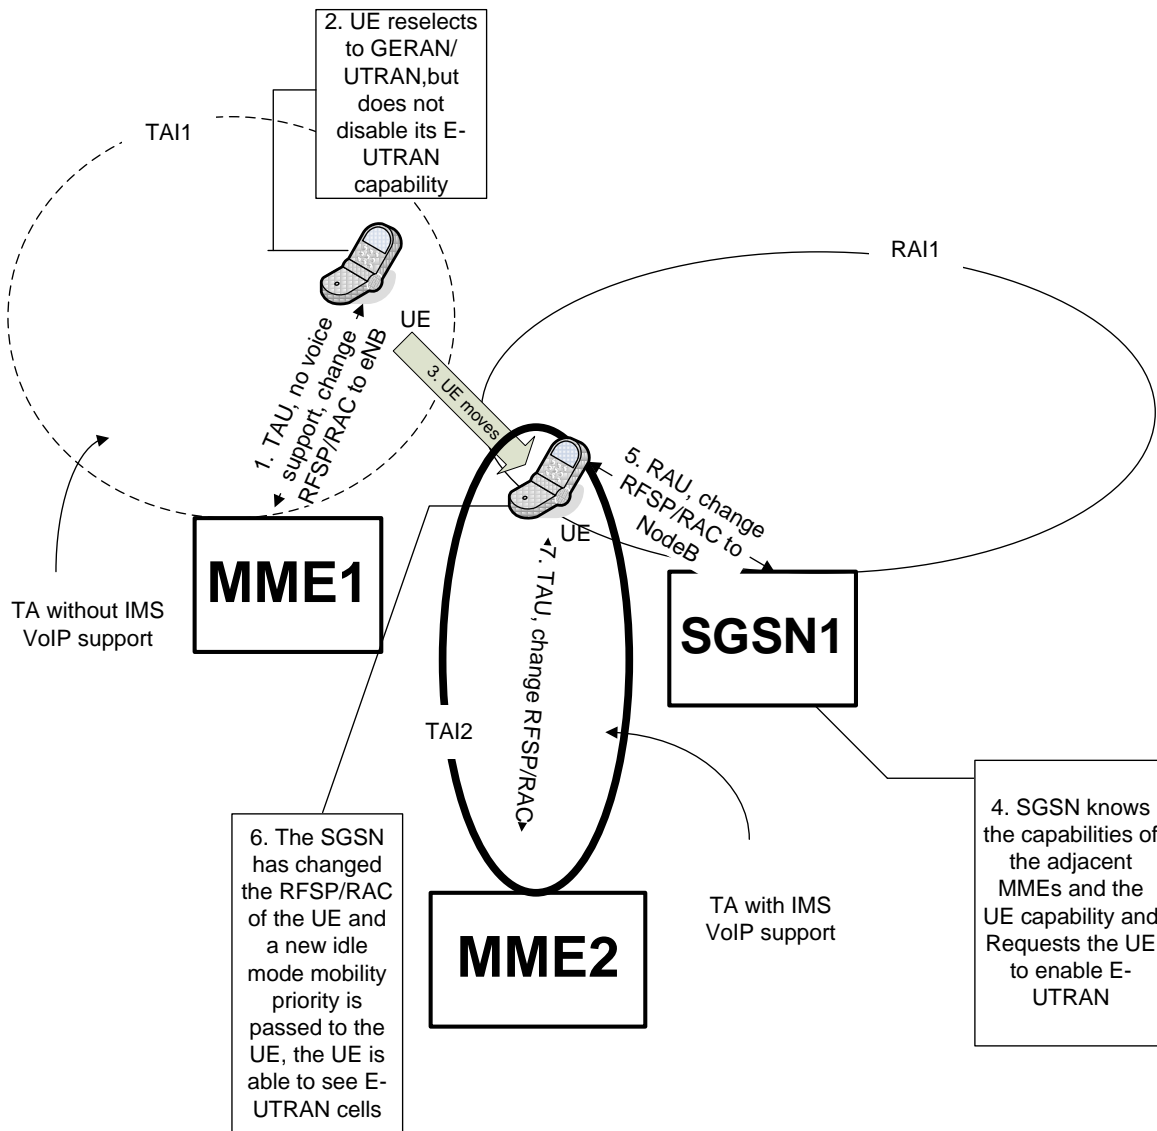 2. UE reselects
to GERAN/
UTRAN,but
does not
disable its E-
UTRAN
capability
TAI1
RAI1
UE
1. TAU, no voice
support, change
RFSP/RAC to eNB
3. UE moves
5. RAU, change
RFSP/RAC to
NodeB
UE
MME1
TA without IMS
VoIP support
SGSN1
7. TAU, change RFSP/RAC
TAI2
4. SGSN knows
the capabilities of
the adjacent
MMEs and the
UE capability and
Requests the UE
to enable E-
UTRAN
6. The SGSN
has changed
the RFSP/RAC
of the UE and
a new idle
mode mobility
priority is
passed to the
UE, the UE is
able to see E-
UTRAN cells
TA with IMS
VoIP support
MME2